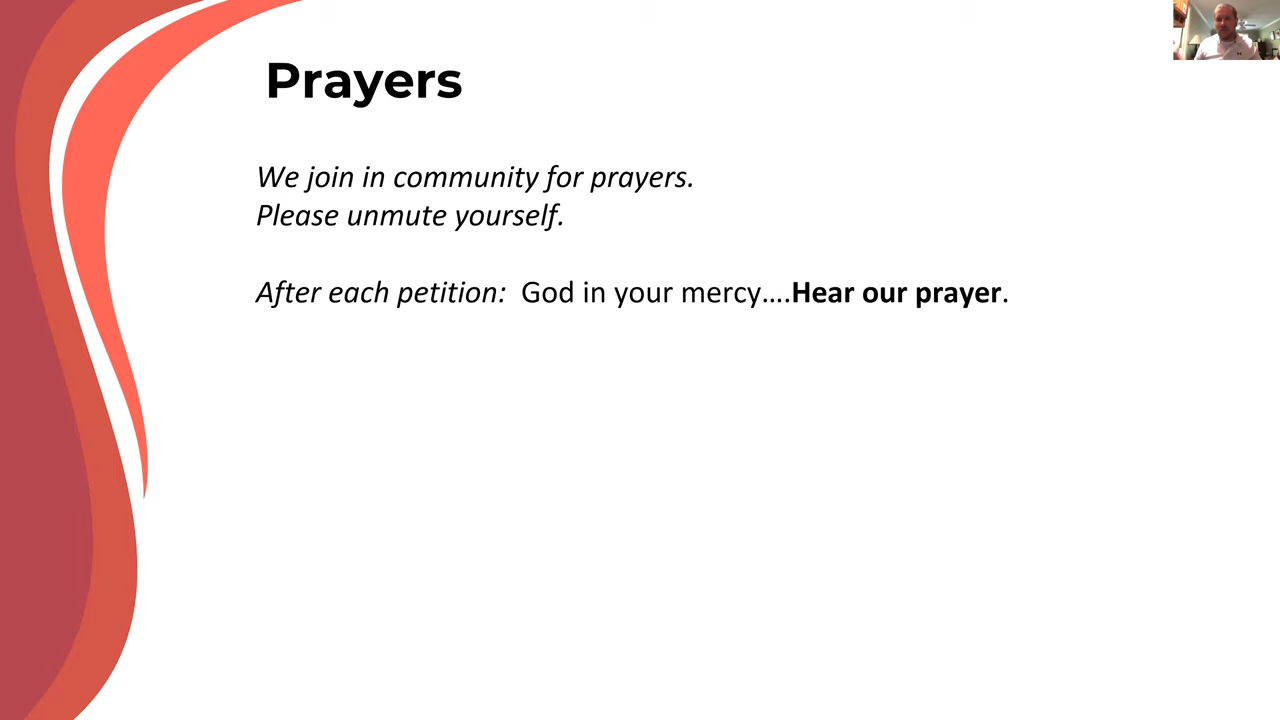 Prayers
We join in community for prayers.
Please unmute yourself.
After each petition:  God in your mercy....Hear our prayer.